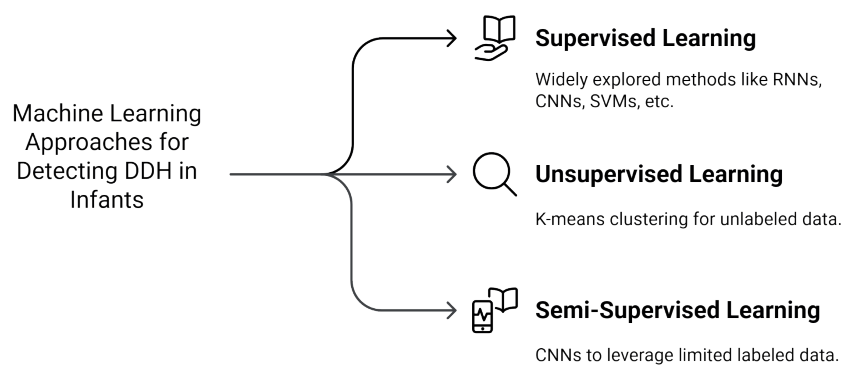 Machine Learning
Approaches for
Detecting DDH in
Infants
Supervised Learning
Widely explored methods like RNNs,
CNNs, SVMs, etc.
Unsupervised Learning
K-means clustering for unlabeled data.
Semi-Supervised Learning
CNNs to leverage limited labeled data.